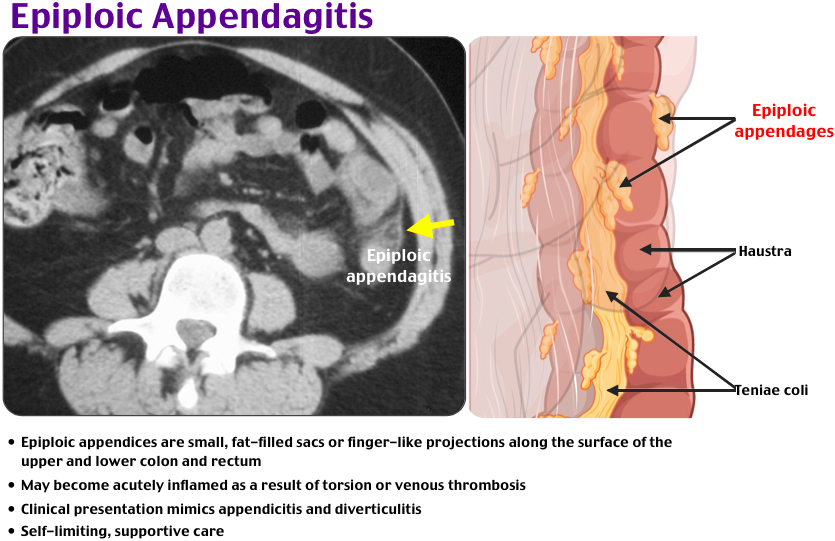 Epiploic Appendagitis
Epiploic
appendagitis
Epiploic
appendages
Haustra
Teniae coli
• Epiploic appendices are small, fat-filled sacs or finger-like projections along the surface of the
upper and lower colon and rectum
• May become acutely inflamed as a result of torsion or venous thrombosis
• Clinical presentation mimics appendicitis and diverticulitis
• Self-limiting, supportive care